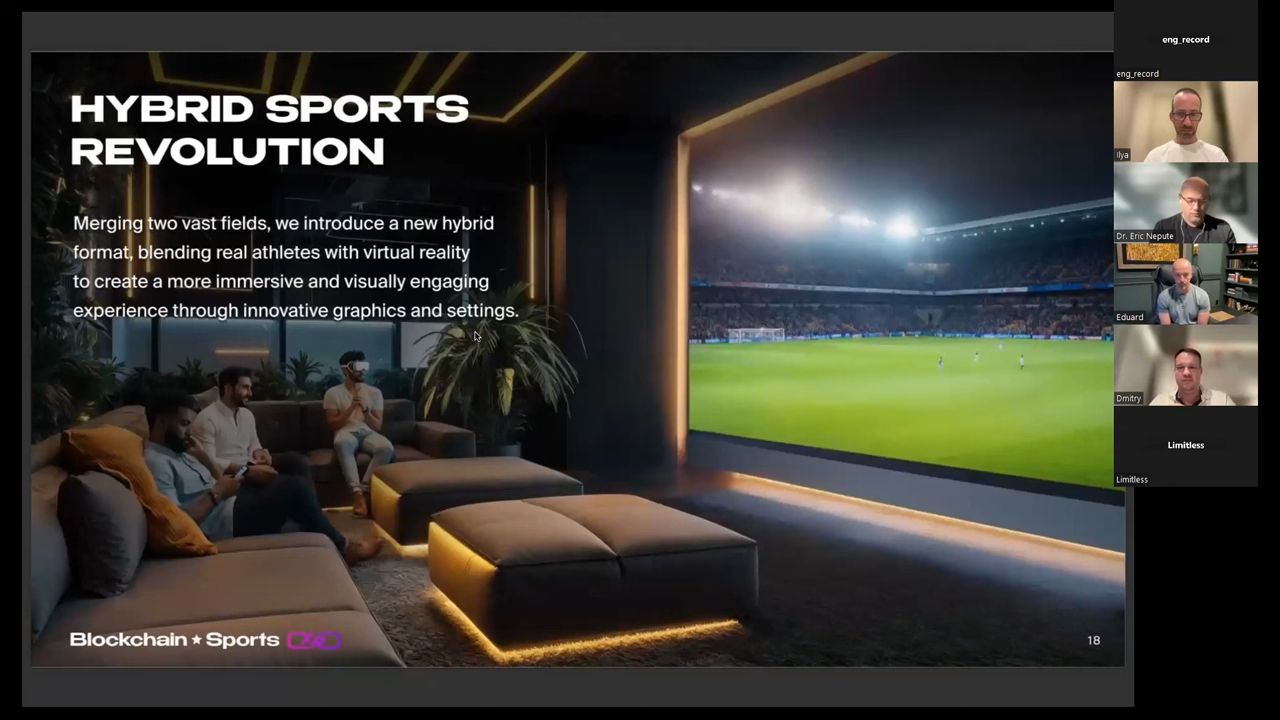 HYBRID SPORTS
REVOLUTION
Merging two vast fields, we introduce a new hybrid
format, blending real athletes with virtual reality
to create a more immersive and visually engaging
experience through innovative graphics and settings.
Blockchain ★ Sports
18
eng_record
eng_record
Ilya
Dr. Eric Nepute
Eduard
Dmitry
Limitless
Limitless